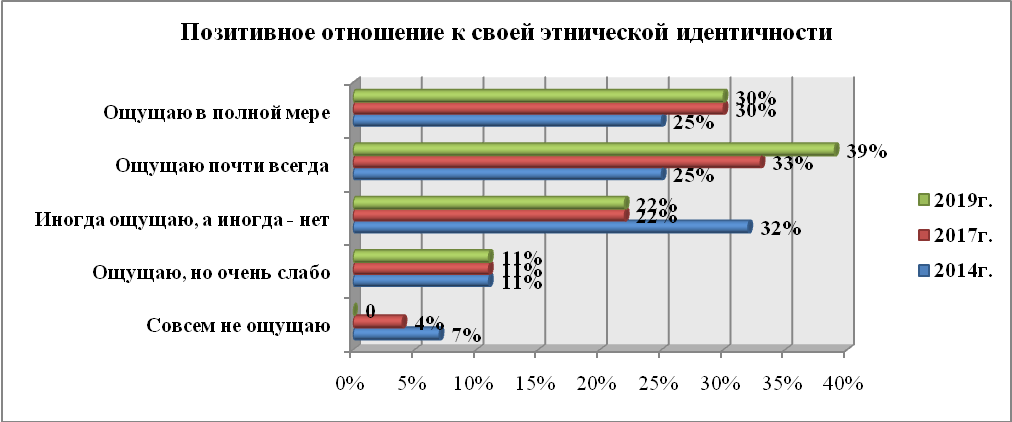 Позитивное отношение к своей этнической идентичности
Ощущаю в полной мере
30%
30%
25%
Ощущаю почти всегда
39%
33%
25%
Иногда ощущаю, а иногда - нет
22%
22%
32%
Ощущаю, но очень слабо
11%
11%
11%
Совсем не ощущаю
0
4%
7%
0% 5% 10% 15% 20% 25% 30% 35% 40%
2019г.
2017г.
2014г.